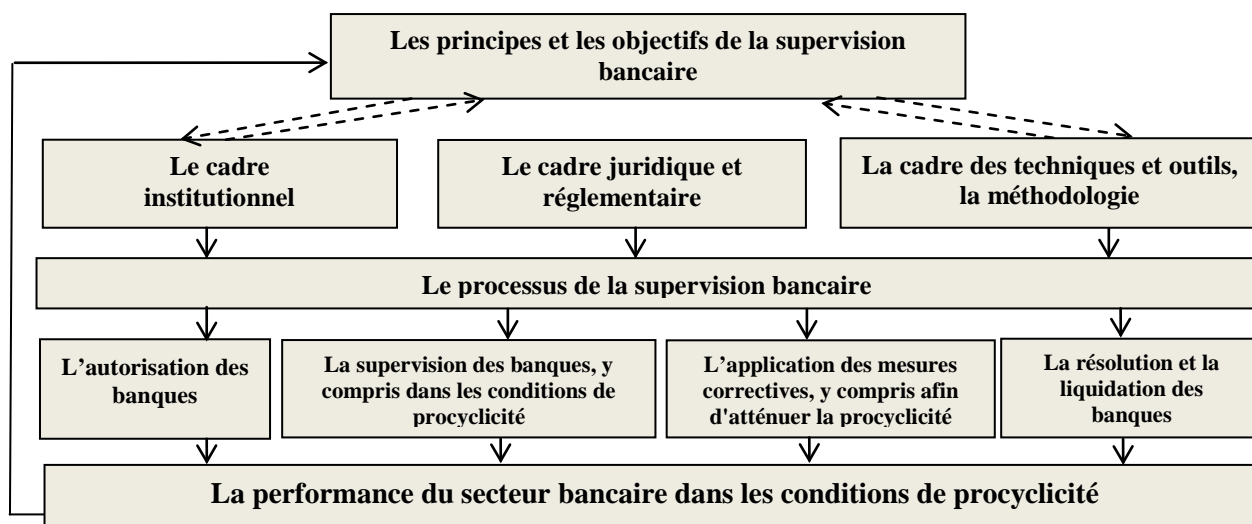 Les principes et les objectifs de la supervision
bancaire
Le cadre
institutionnel
Le cadre juridique et
réglementaire
La cadre des techniques et outils,
la méthodologie
Le processus de la supervision bancaire
L'autorisation des
banques
La supervision des banques, y
compris dans les conditions de
procyclicité
L'application des mesures
correctives, y compris afin
d'atténuer la procyclicité
La résolution et la
liquidation des
banques
La performance du secteur bancaire dans les conditions de procyclicité